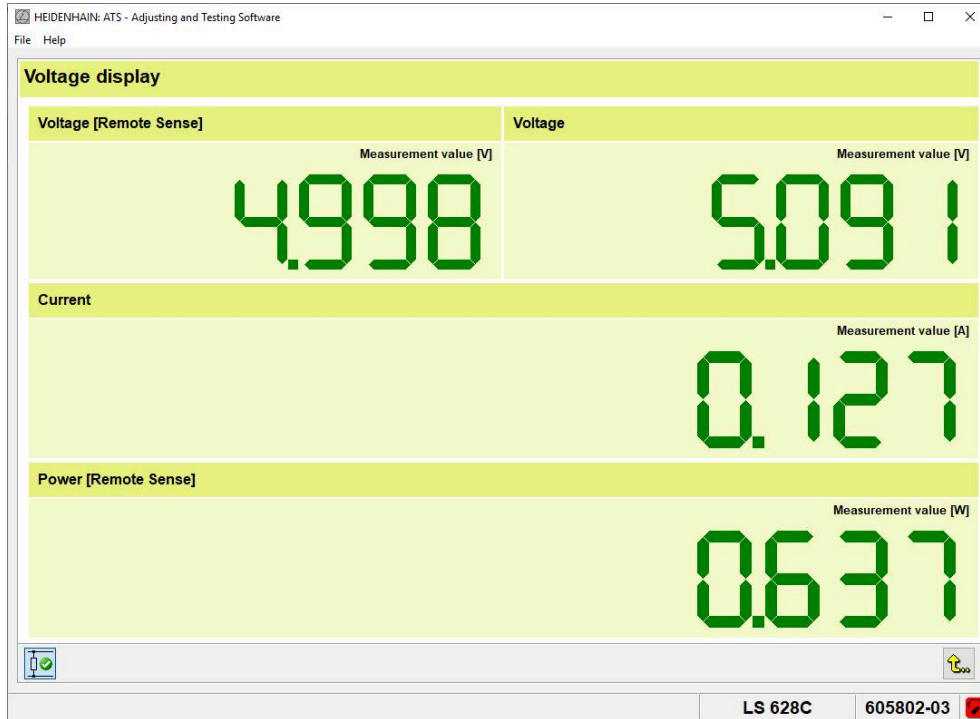 HEIDENHAIN: ATS - Adjusting and Testing Software
File Help
Voltage display
Voltage [Remote Sense]
Measurement value [V]
4.998
Voltage
Measurement value [V]
5.091
Current
Measurement value [A]
0.127
Power [Remote Sense]
Measurement value [W]
0.637
LS 628C 605802-03